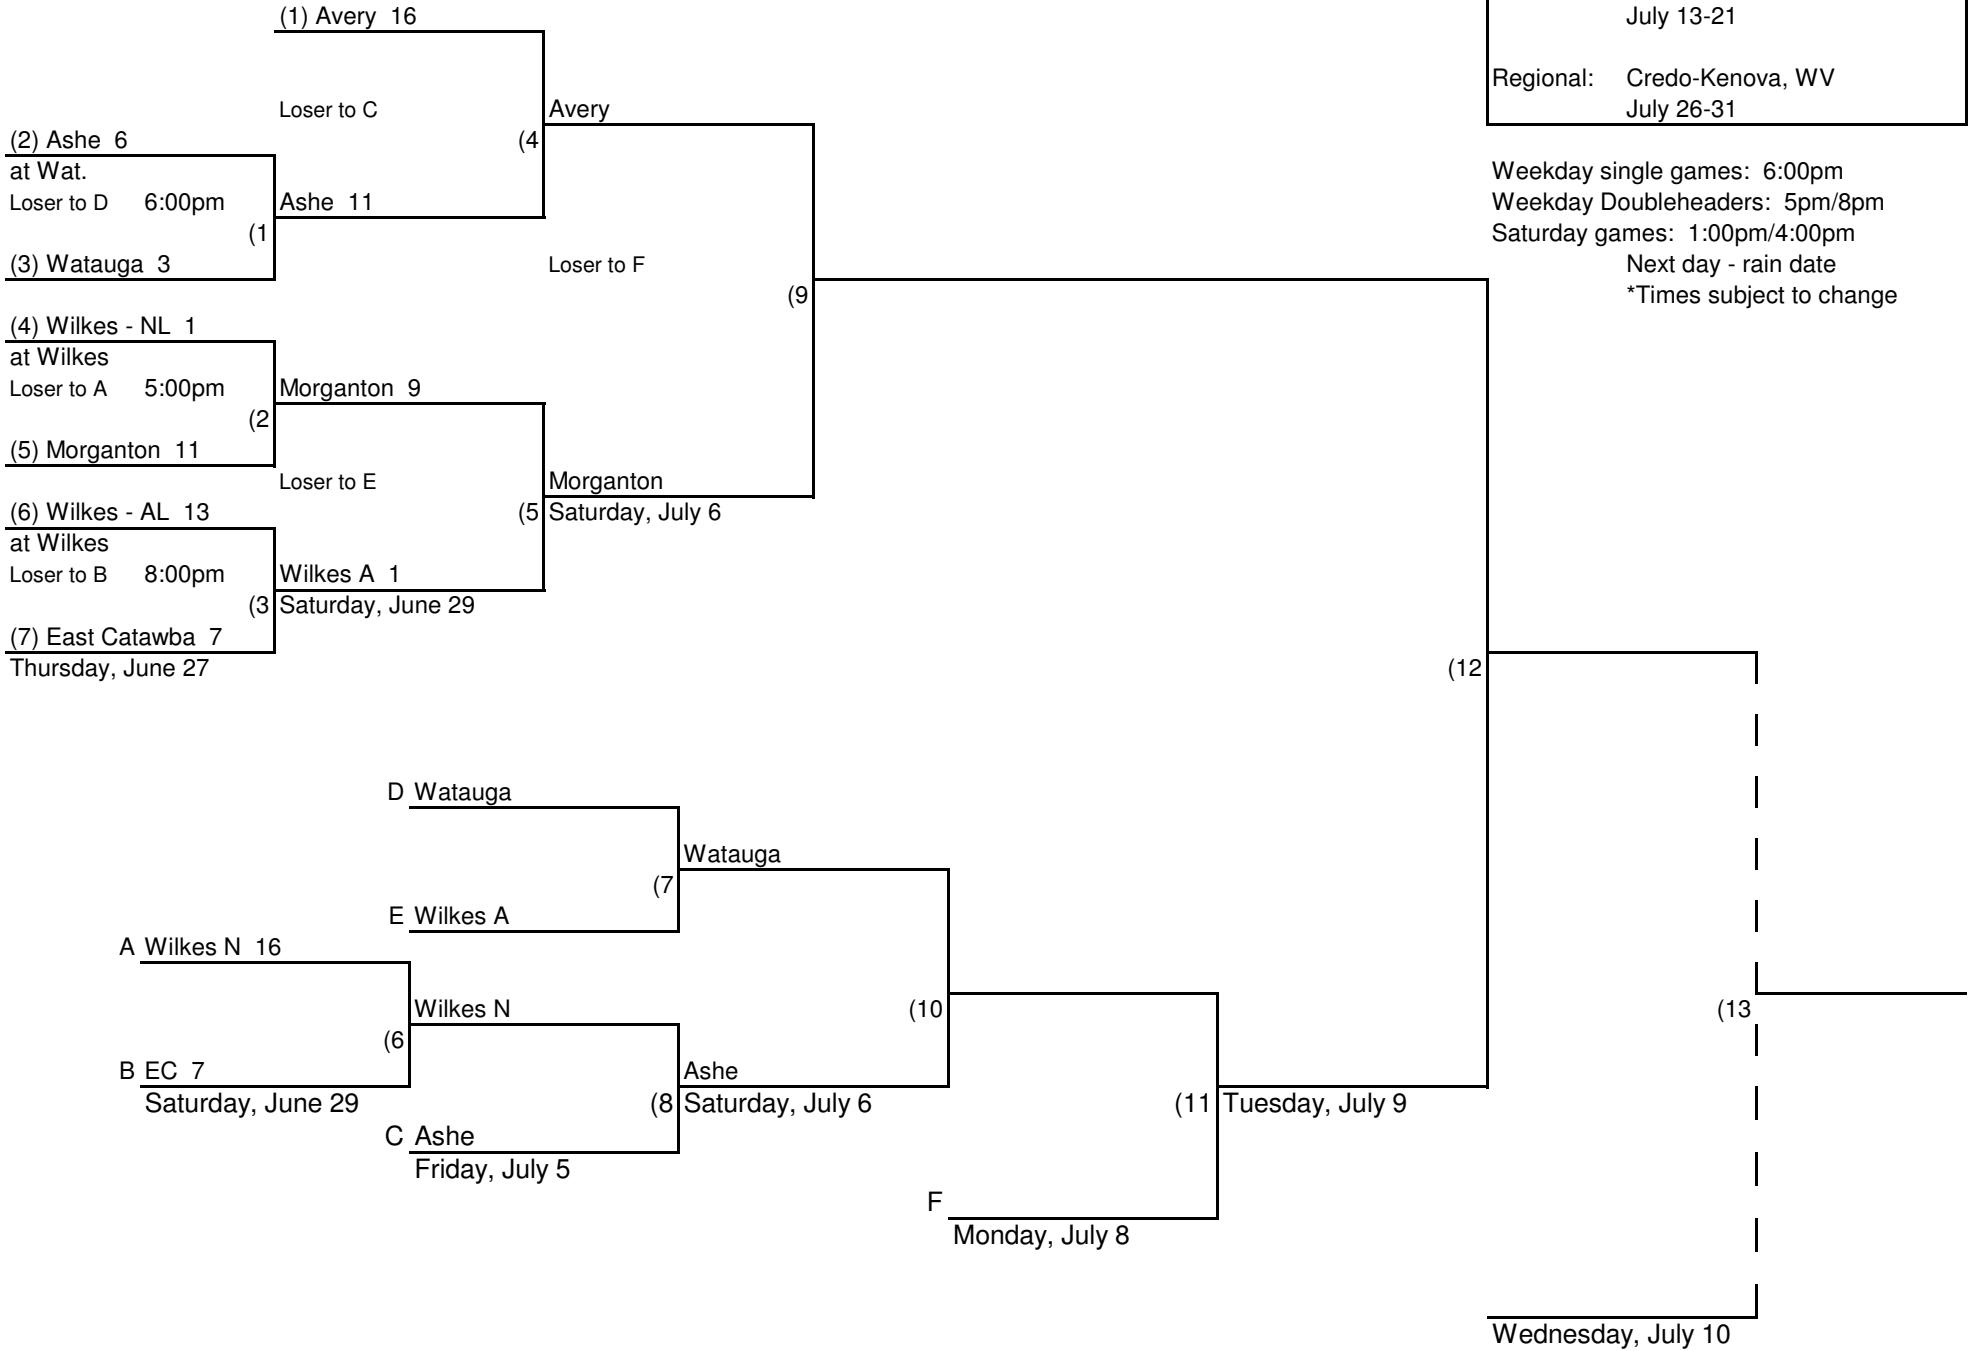 (1) Avery 16
July 13-21
Regional: Credo-Kenova, WV
July 26-31
Loser to C
Avery
(2) Ashe 6
(4
at Wat.
Loser to D 6:00pm
Ashe 11
(1
(3) Watauga 3
Loser to F
Weekday single games: 6:00pm
Weekday Doubleheaders: 5pm/8pm
Saturday games: 1:00pm/4:00pm
Next day - rain date
*Times subject to change
(9
(4) Wilkes - NL 1
at Wilkes
Loser to A 5:00pm
Morganton 9
(2
(5) Morganton 11
Loser to E
Morganton
(6) Wilkes - AL 13
(5 Saturday, July 6
at Wilkes
Loser to B 8:00pm
Wilkes A 1
(3 Saturday, June 29
(7) East Catawba 7
Thursday, June 27
(12
D Watauga
Watauga
(7
E Wilkes A
A Wilkes N 16
Wilkes N
(10
(13
(6
B EC 7
Ashe
Saturday, June 29
(8 Saturday, July 6
(11 Tuesday, July 9
C Ashe
Friday, July 5
F
Monday, July 8
Wednesday, July 10